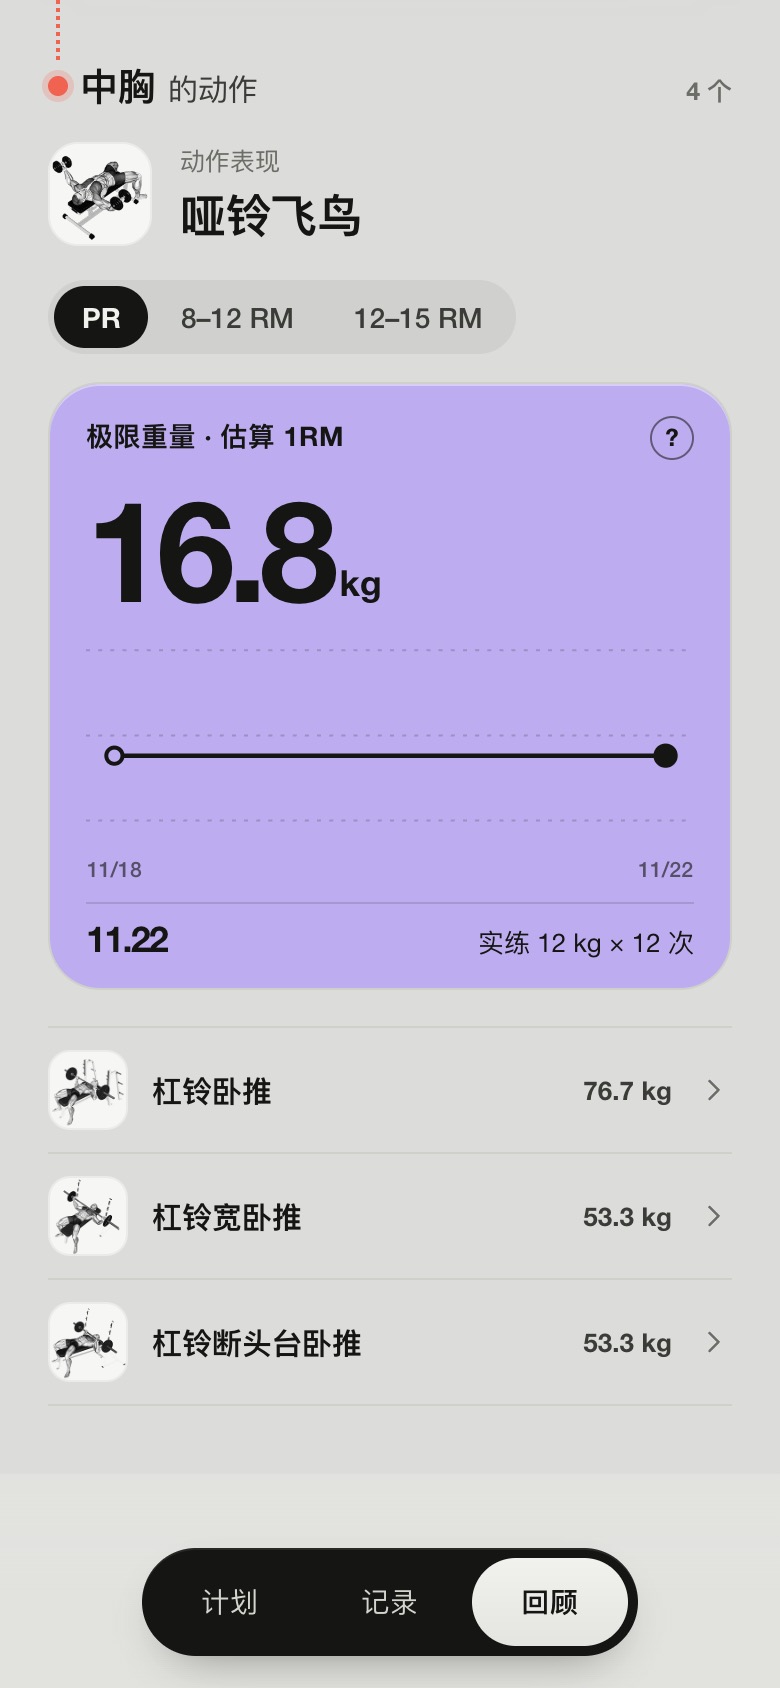 中胸 的动作 4 个
动作表现
哑铃飞鸟
PR 8–12 RM 12–15 RM
极限重量 · 估算 1RM ?
16.8kg
11/18 11/22
11.22 实练 12 kg × 12 次
杠铃卧推 76.7 kg
杠铃宽卧推 53.3 kg
杠铃断头台卧推 53.3 kg
计划 记录 回顾